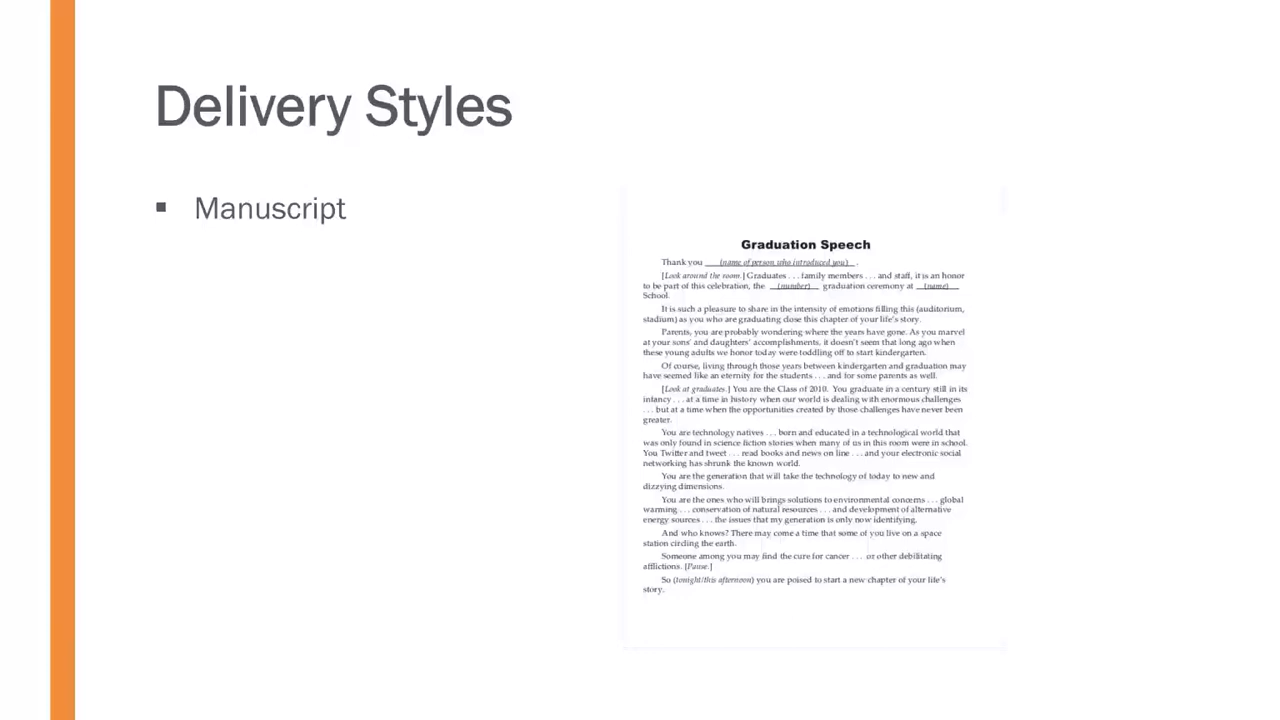 Delivery Styles
▪ Manuscript
Graduation Speech
Thank you (name of person who introduced you) .
[Look around the room.] Graduates . . . family members . . . and staff, it is an honor
to be part of this celebration, the (number) graduation ceremony at (name)
School.
It is such a pleasure to share in the intensity of emotions filling this (auditorium,
stadium) as you who are graduating close this chapter of your life's story.
Parents, you are probably wondering where the years have gone. As you marvel
at your sons' and daughters' accomplishments, it doesn't seem that long ago when
these young adults we honor today were toddling off to start kindergarten.
Of course, living through those years between kindergarten and graduation may
have seemed like an eternity for the students . . . and for some parents as well.
[Look at graduates.] You are the Class of 2010. You graduate in a century still in its
infancy . . . at a time in history when our world is dealing with enormous challenges
. . . but at a time when the opportunities created by those challenges have never been
greater.
You are technology natives . . . born and educated in a technological world that
was only found in science fiction stories when many of us in this room were in school.
You Twitter and tweet . . . read books and news on line . . . and your electronic social
networking has shrunk the known world.
You are the generation that will take the technology of today to new and
dizzying dimensions.
You are the ones who will brings solutions to environmental concerns . . . global
warming . . . conservation of natural resources . . . and development of alternative
energy sources . . . the issues that my generation is only now identifying.
And who knows? There may come a time that some of you live on a space
station circling the earth.
Someone among you may find the cure for cancer . . . or other debilitating
afflictions. [Pause.]
So (tonight/this afternoon) you are poised to start a new chapter of your life's
story.